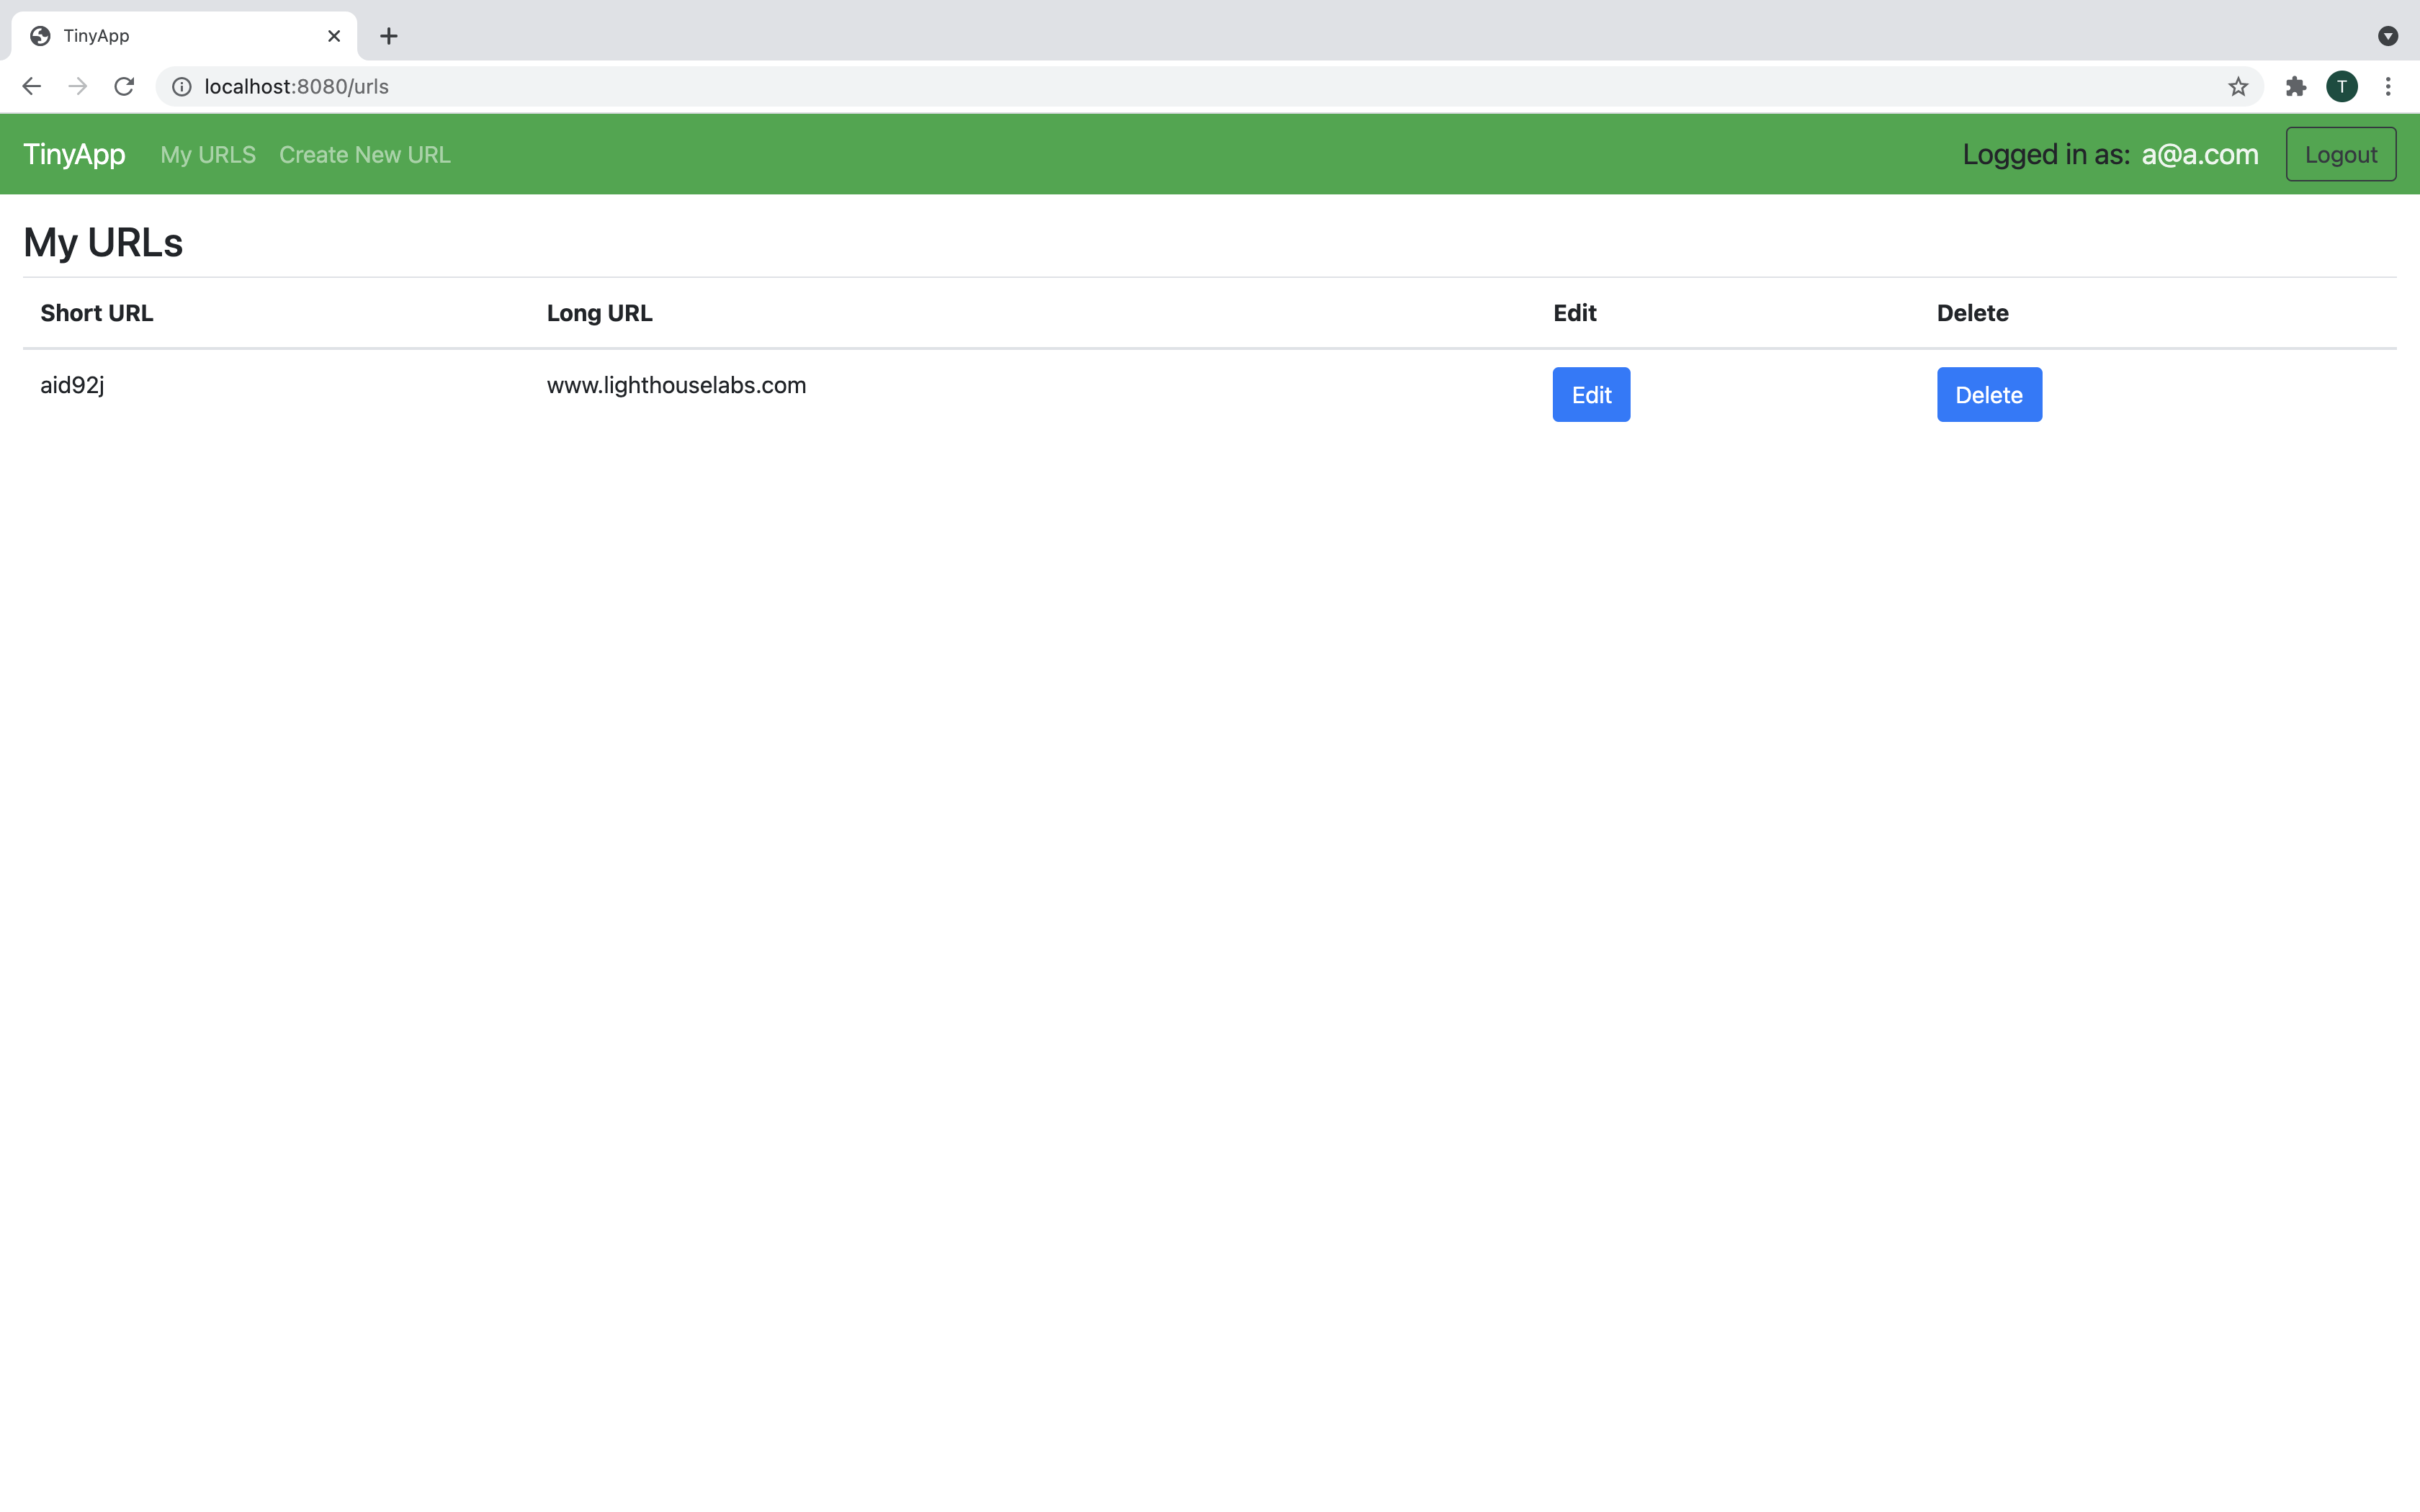 TinyApp
localhost:8080/urls
T
TinyApp My URLS Create New URL Logged in as: a@a.com Logout
My URLs
Short URL Long URL Edit Delete
aid92j www.lighthouselabs.com Edit Delete